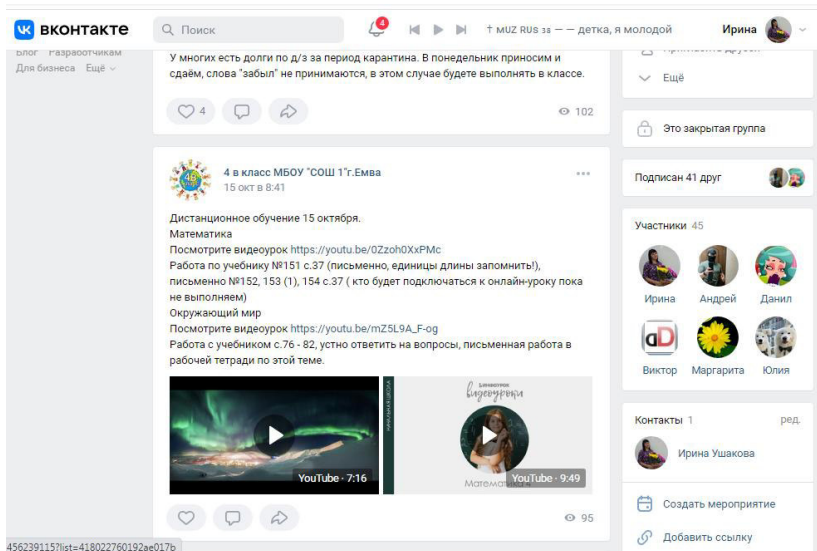 вконтакте
Поиск
4
† MUZ RUS зв — — детка, я молодой
Ирина
Блог Разработчикам
Для бизнеса Ещё
У многих есть долги по д/з за период карантина. В понедельник приносим и
сдаём, слова "забыл" не принимаются, в этом случае будете выполнять в классе.
4
102
4 в класс МБОУ "СОШ 1"г.Емва
15 окт в 8:41
Дистанционное обучение 15 октября.
Математика
Посмотрите видеоурок https://youtu.be/0Zzoh0XxPMc
Работа по учебнику №151 с.37 (письменно, единицы длины запомнить!),
письменно №152, 153 (1), 154 с.37 ( кто будет подключаться к онлайн-уроку пока
не выполняем)
Окружающий мир
Посмотрите видеоурок https://youtu.be/mZ5L9A_F-og
Работа с учебником с.76 - 82, устно ответить на вопросы, письменная работа в
рабочей тетради по этой теме.
YouTube · 7:16
НАЧАЛЬНАЯ ШКОЛА
видеоуроки
YouTube · 9:49
95
456239115?list=418022760192ae017b
Пригласить друзей
Ещё
Это закрытая группа
Подписан 41 друг
Участники 45
Ирина
Андрей
Данил
Виктор
Маргарита
Юлия
Контакты 1
ред.
Ирина Ушакова
Создать мероприятие
Добавить ссылку